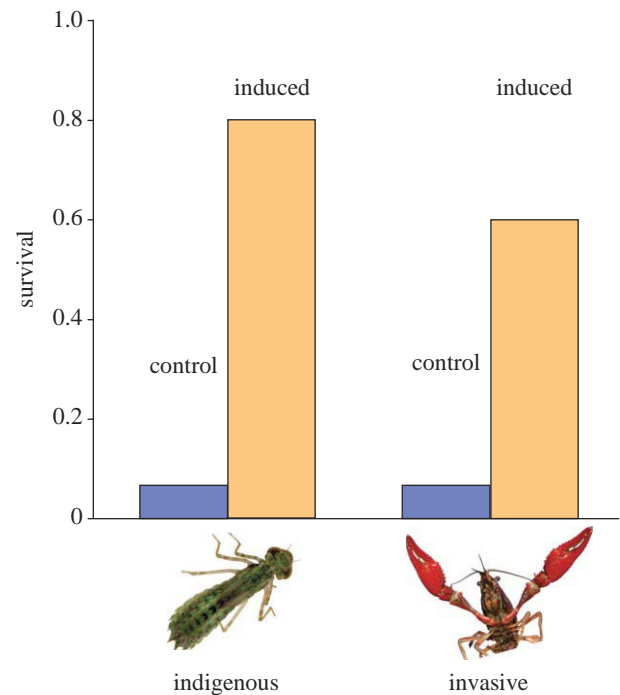 1.0
induced
induced
0.8
0.6
survival
0.4
control
control
0.2
0
indigenous
invasive